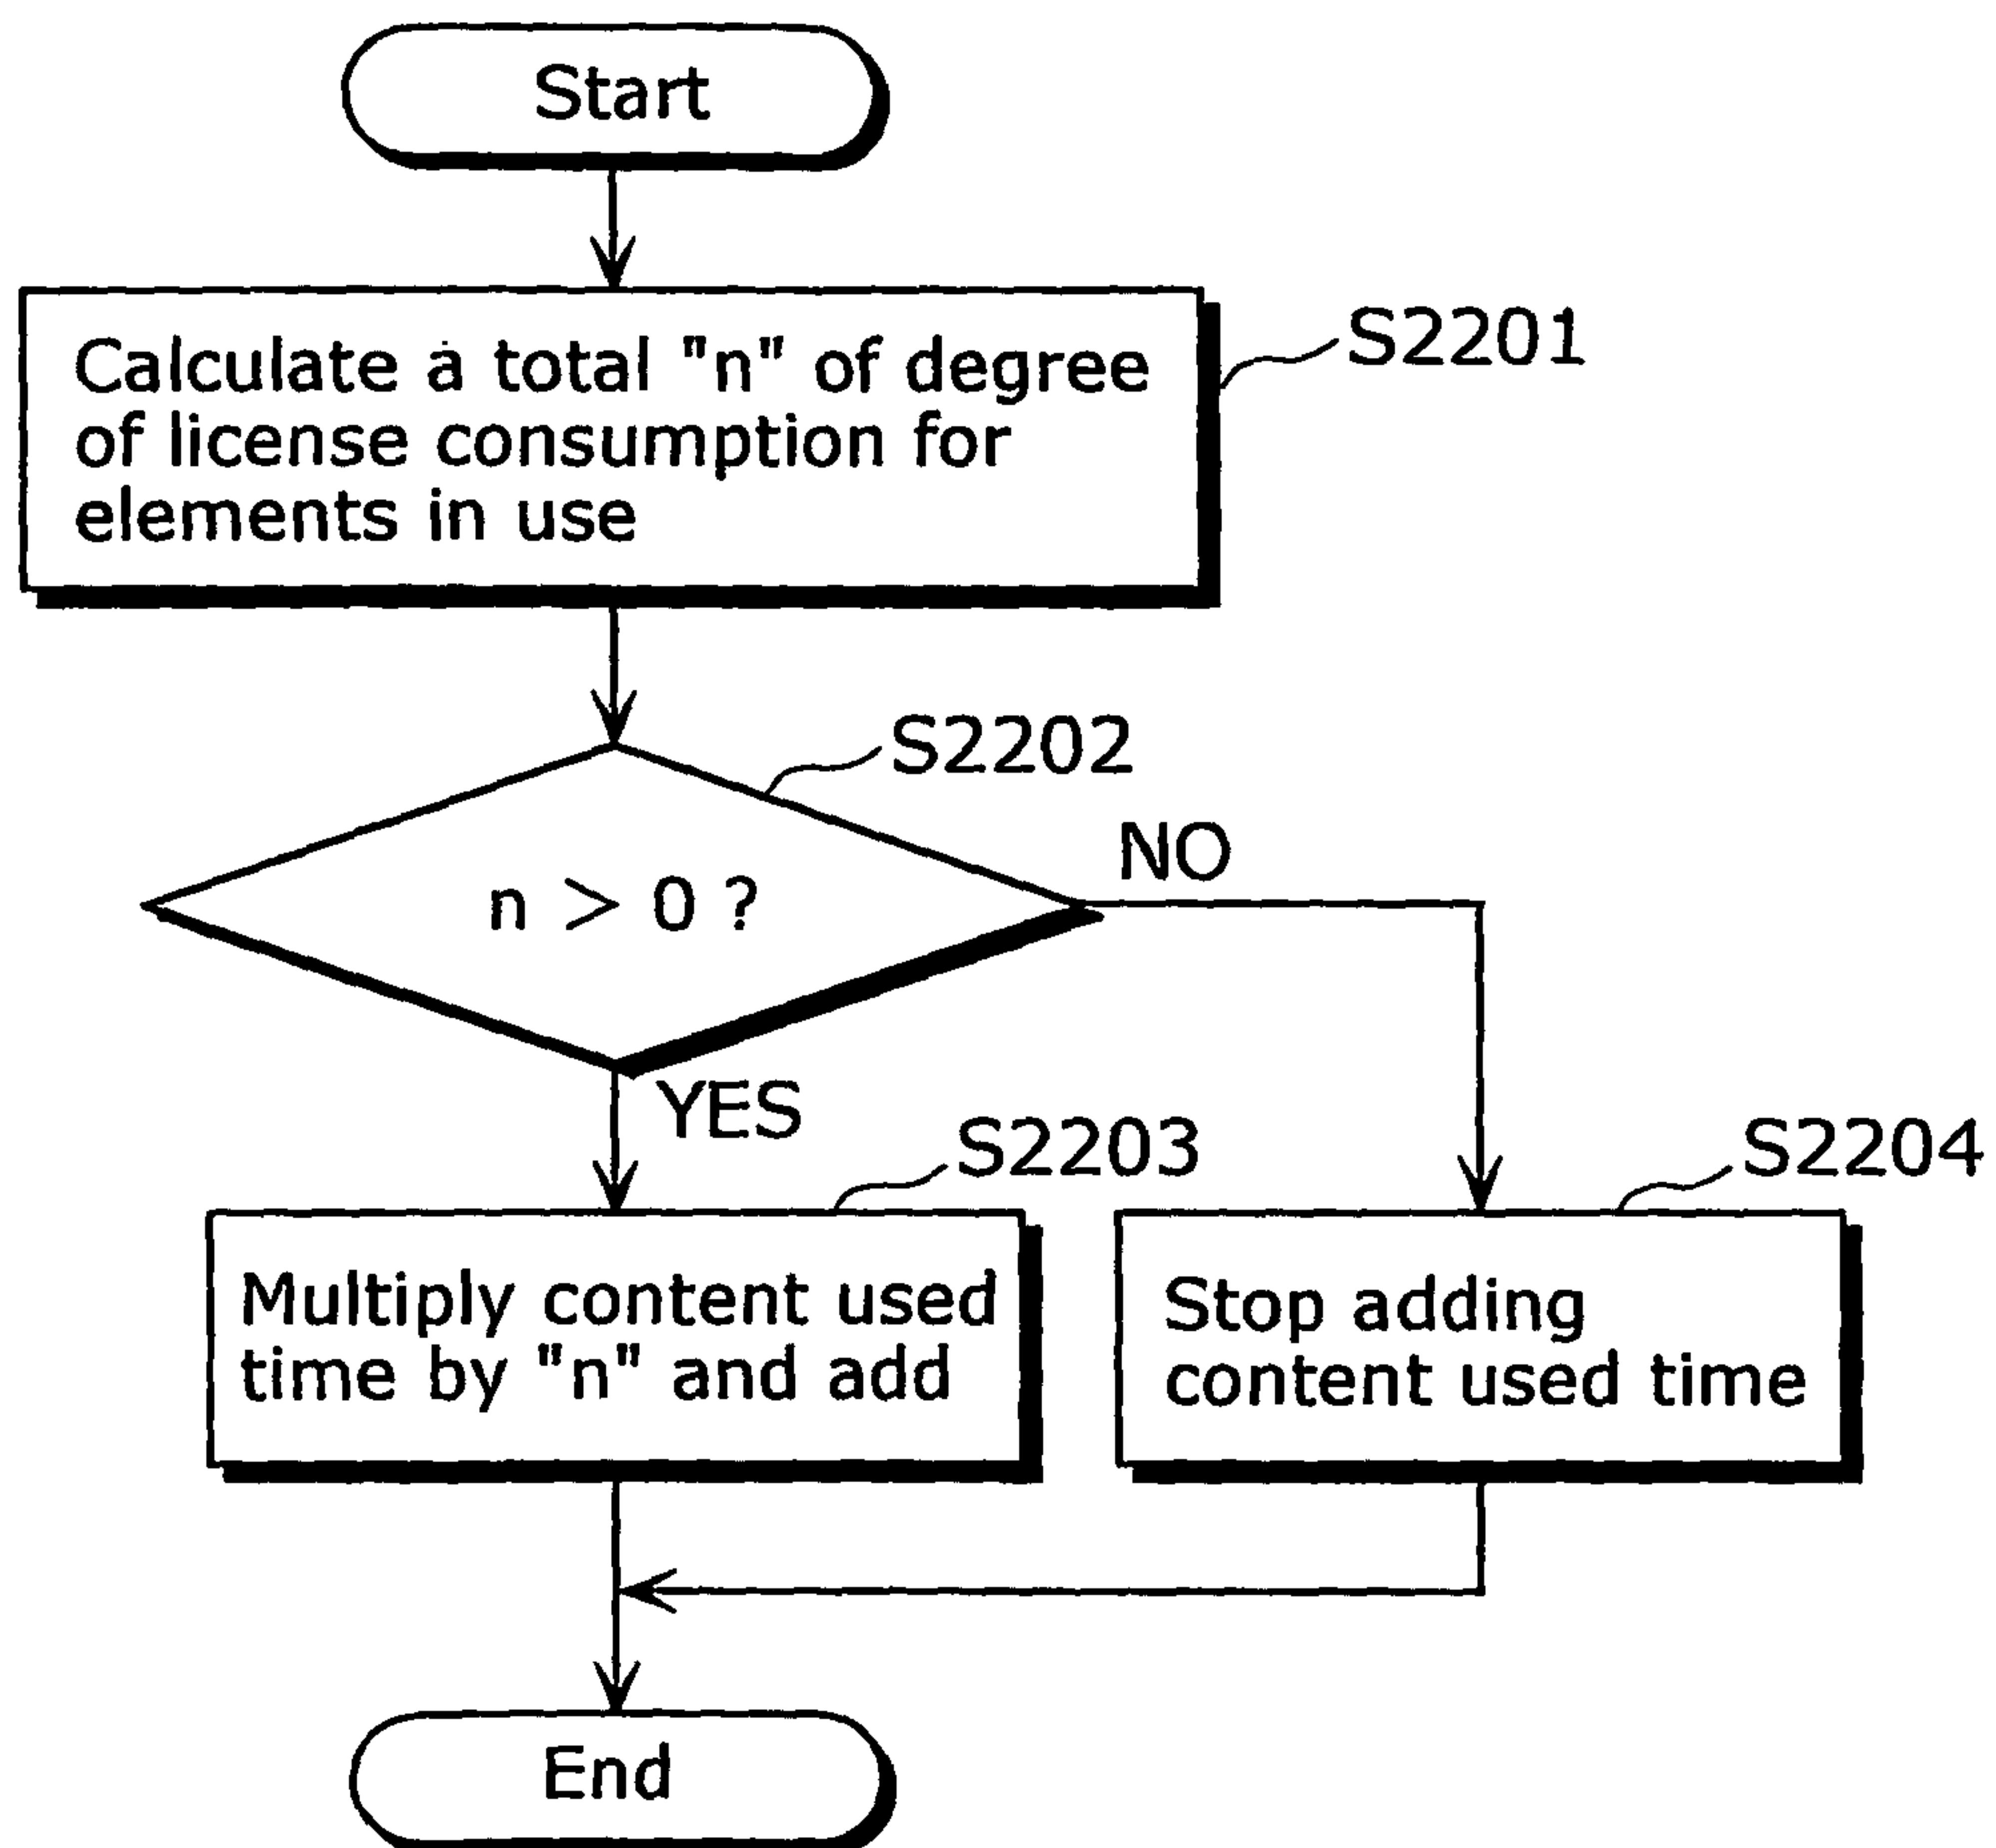 Start
Calculate a total "n" of degree
of license consumption for
elements in use
S2201
S2202
n > 0 ?
NO
YES
S2203
Multiply content used
time by "n" and add
S2204
Stop adding
content used time
End